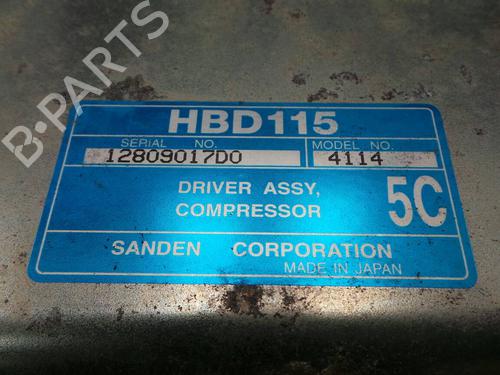 B-PARTS
HBD115
SERIAL NO.
12809017D0
MODEL NO.
4114
DRIVER ASSY,
COMPRESSOR
5C
SANDEN CORPORATION
MADE IN JAPAN